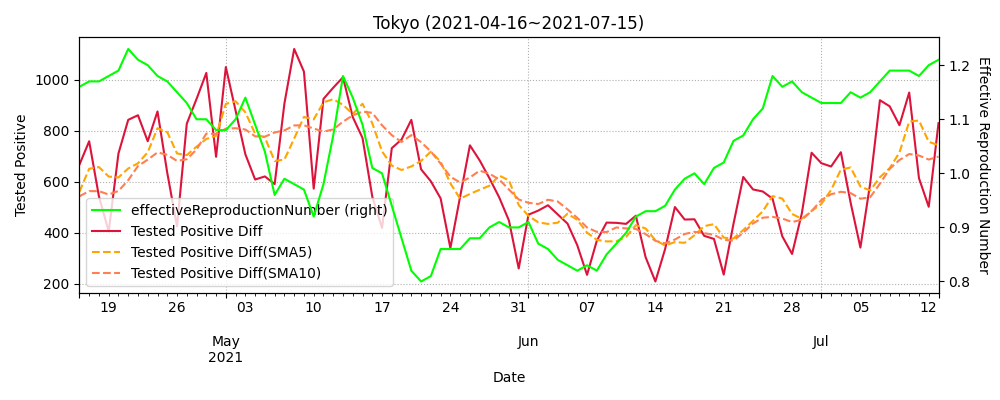 Tokyo (2021-04-16~2021-07-15)
Tested Positive
1000
800
600
400
200
1.2
1.1
1.0
0.9
0.8
Effective Reproduction Number
effectiveReproductionNumber (right)
Tested Positive Diff
Tested Positive Diff(SMA5)
Tested Positive Diff(SMA10)
19 26 03 10 17 24 31 07 14 21 28 05 12
May Jun Jul
2021
Date